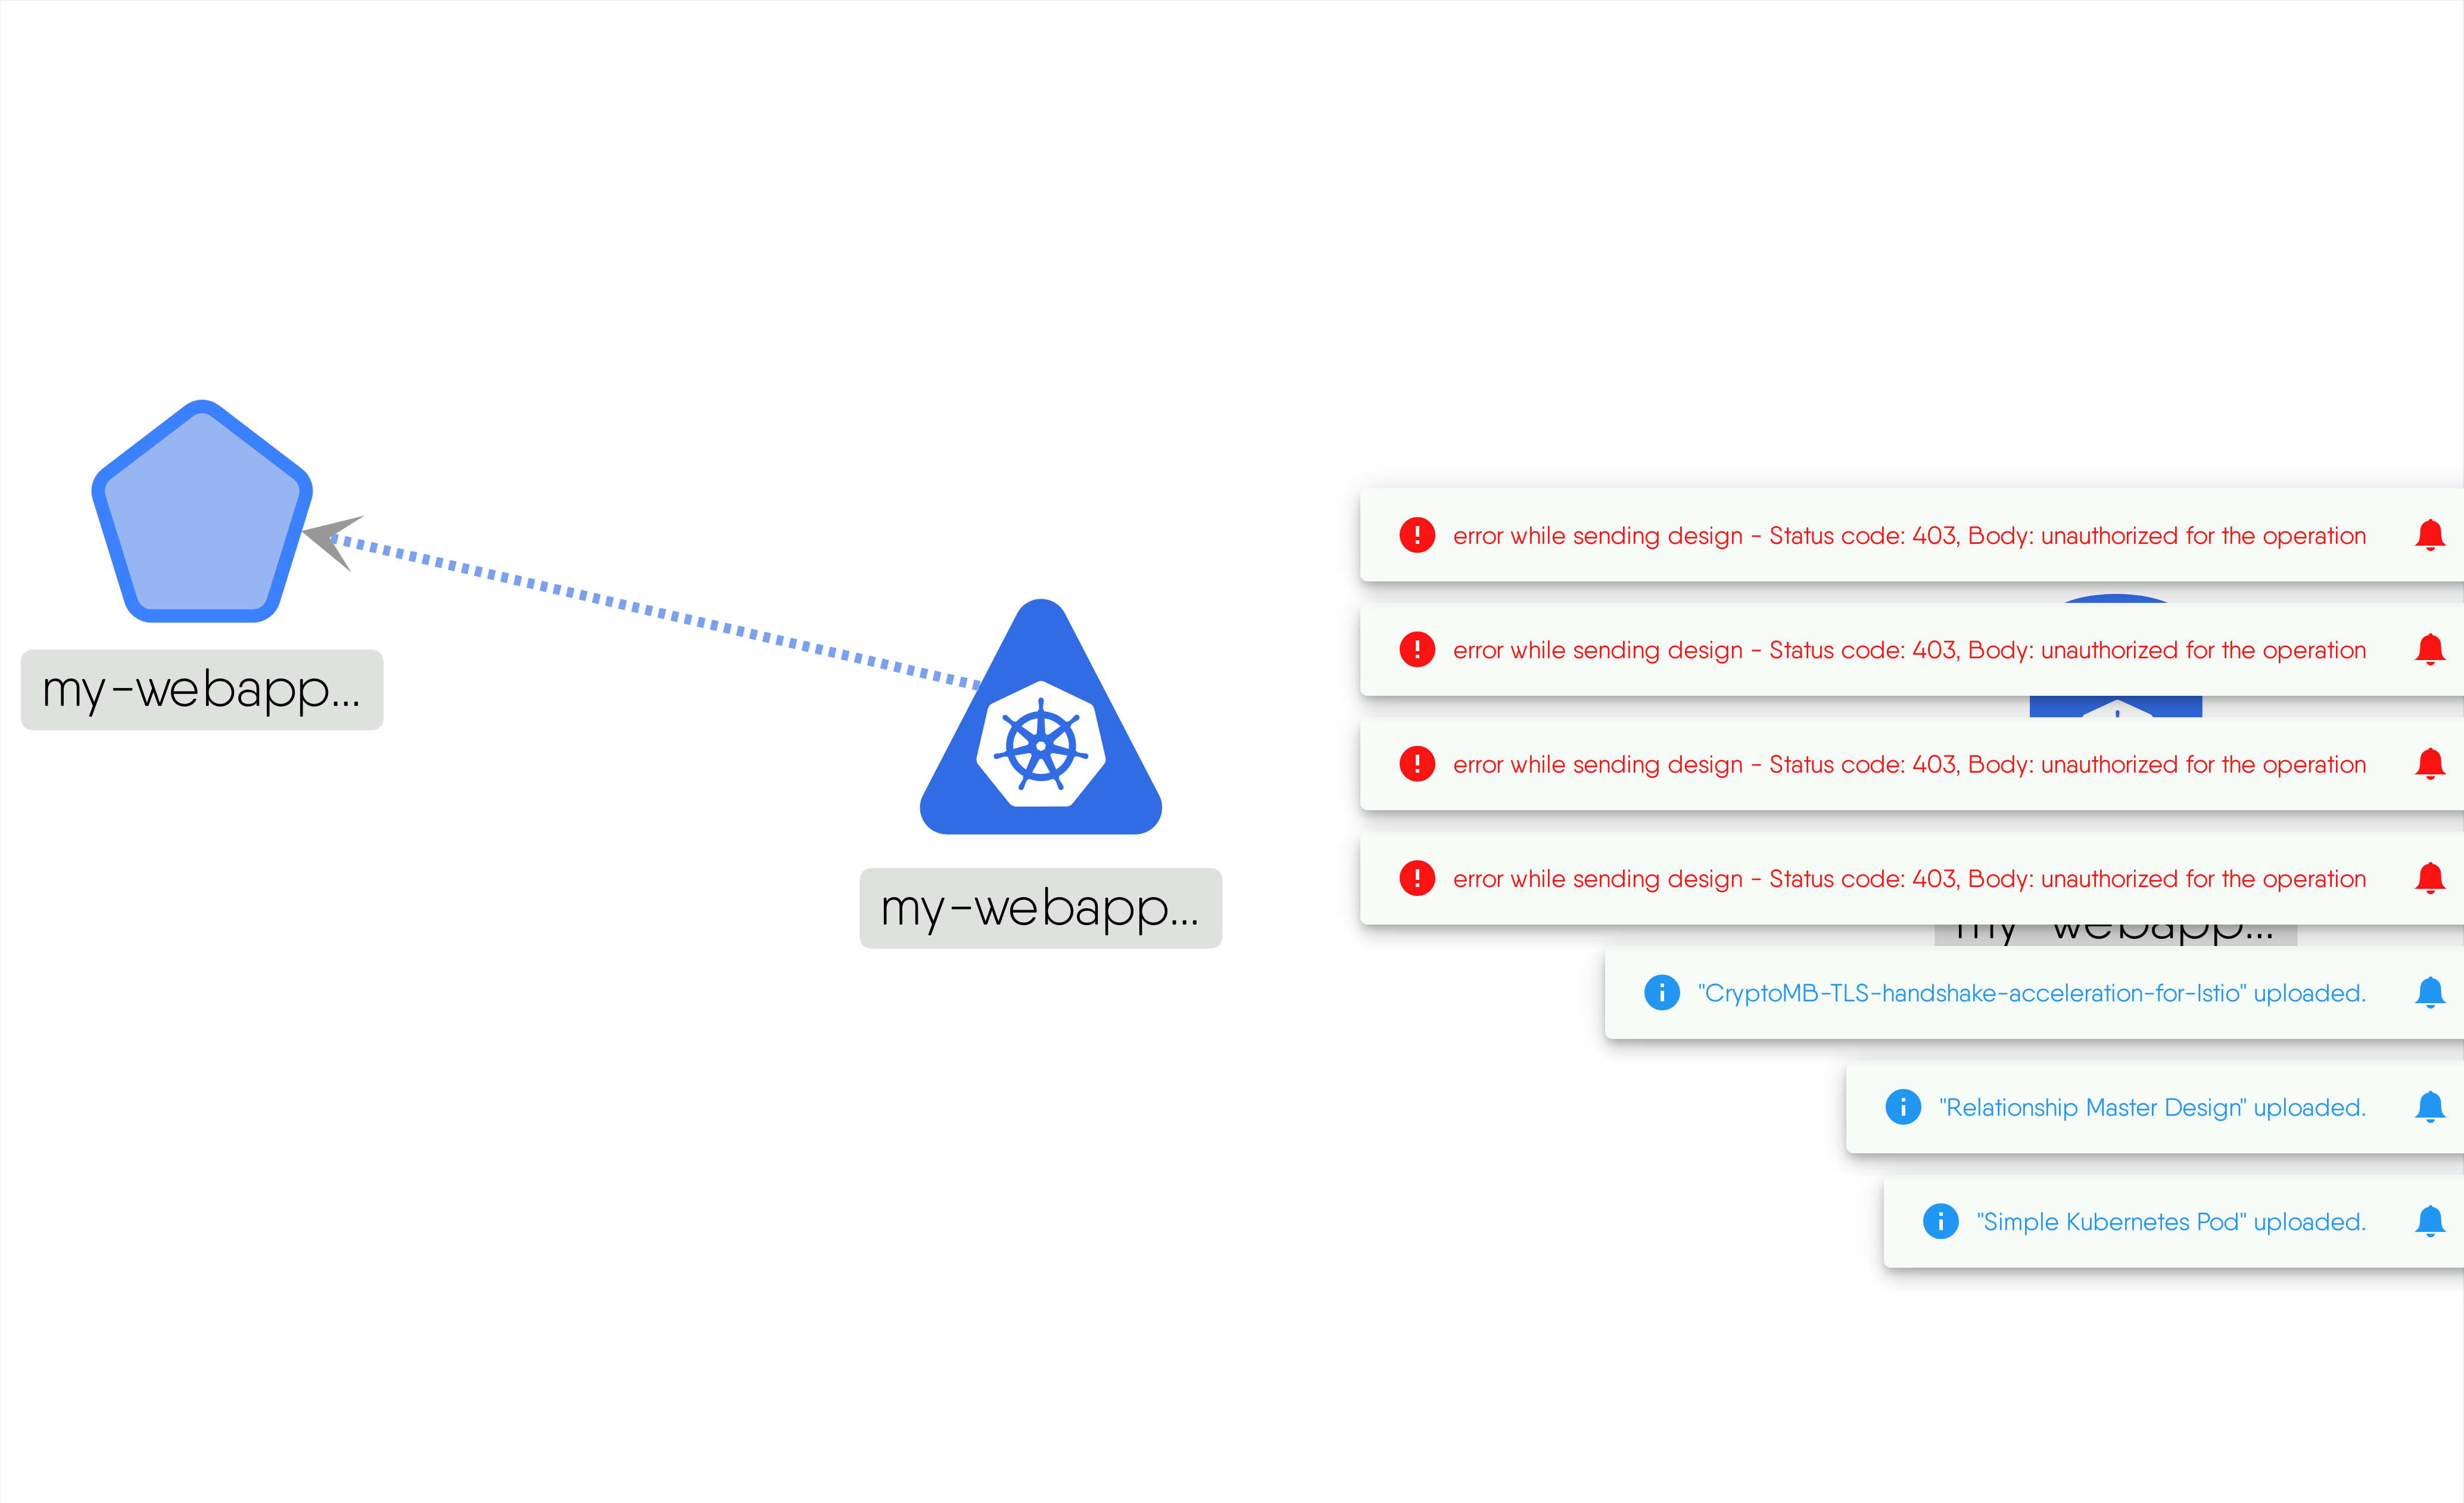 my-webapp...
my-webapp...
error while sending design - Status code: 403, Body: unauthorized for the operation
error while sending design - Status code: 403, Body: unauthorized for the operation
error while sending design - Status code: 403, Body: unauthorized for the operation
error while sending design - Status code: 403, Body: unauthorized for the operation
my-webapp...
"CryptoMB-TLS-handshake-acceleration-for-Istio" uploaded.
"Relationship Master Design" uploaded.
"Simple Kubernetes Pod" uploaded.